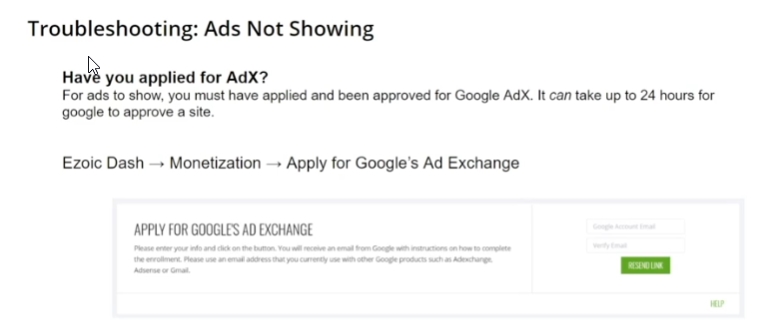 Troubleshooting: Ads Not Showing
Have you applied for AdX?
For ads to show, you must have applied and been approved for Google AdX. It can take up to 24 hours for
google to approve a site.
Ezoic Dash → Monetization → Apply for Google's Ad Exchange
APPLY FOR GOOGLE'S AD EXCHANGE
Please enter your info and click on the button. You will receive an email from Google with instructions on how to complete
the enrollment. Please use an email address that you currently use with other Google products such as Adexchange,
Adsense or Gmail.
Google Account Email
Verify Email
RESEND LINK
HELP